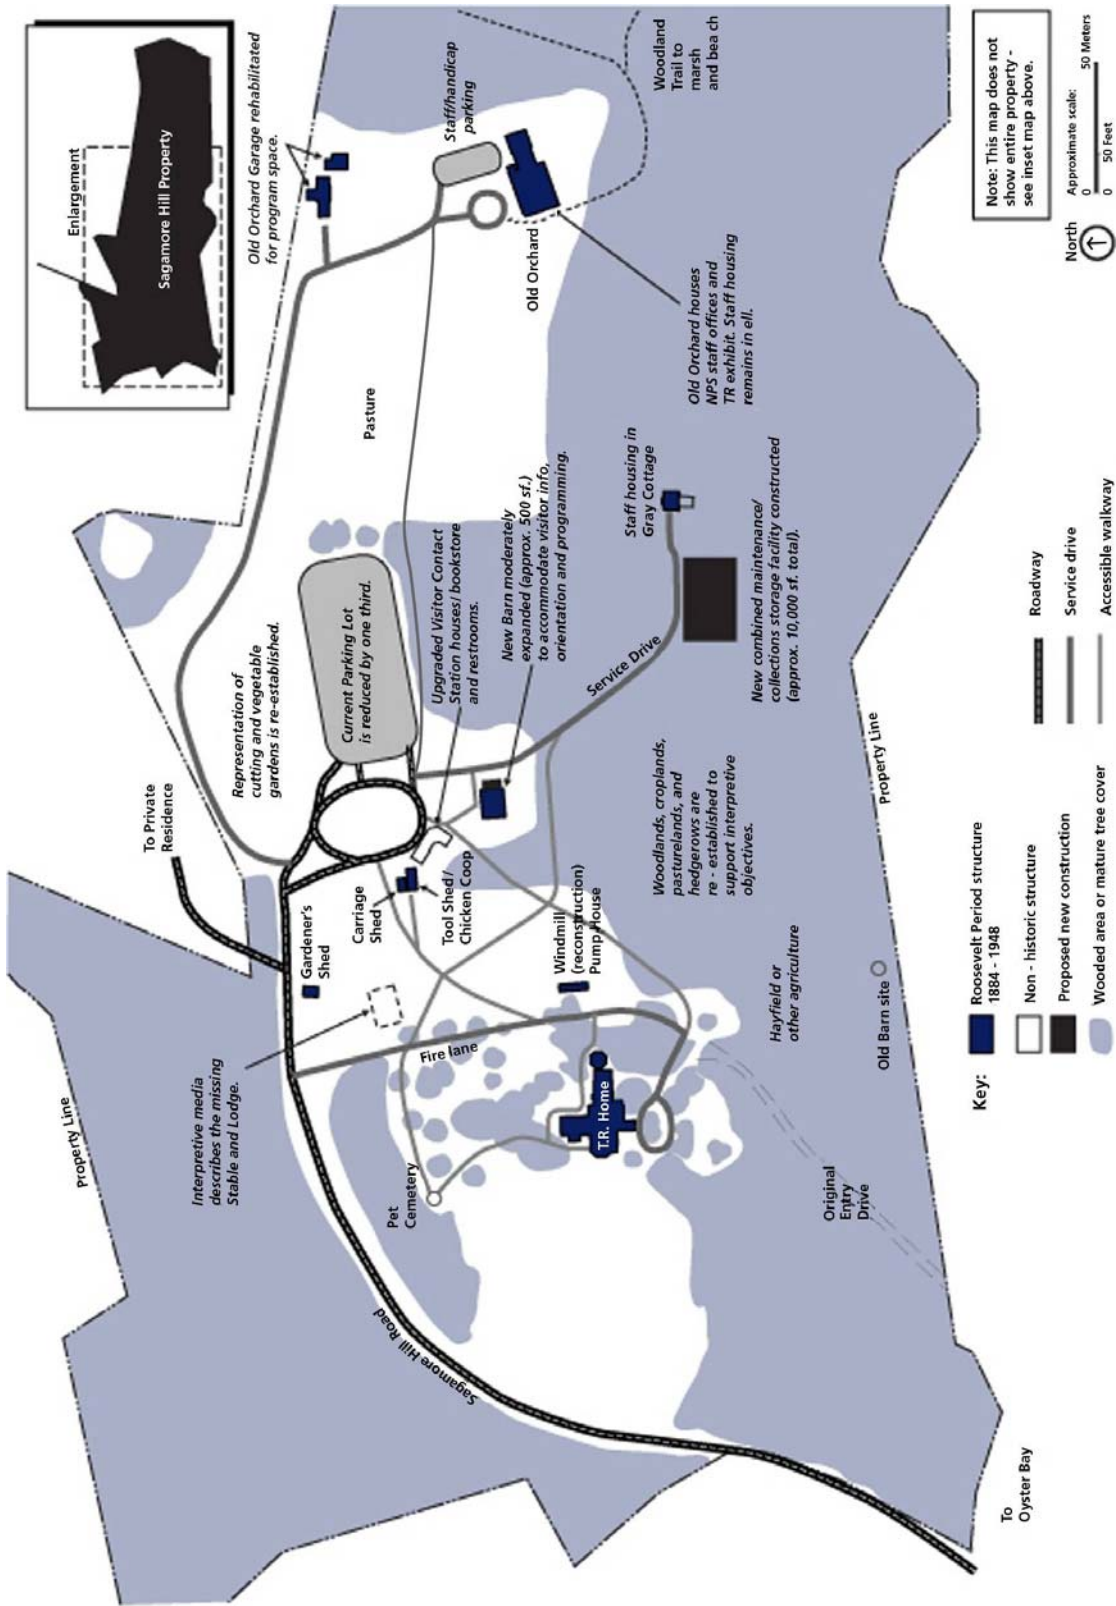 Enlargement
Sagamore Hill Property
Old Orchard Garage rehabilitated
for program space.
Staff/handicap
parking
Woodland
Trail to
marsh
and bea ch
Old Orchard
Old Orchard houses
NPS staff offices and
TR exhibit. Staff housing
remains in ell.
Pasture
To Private
Residence
Representation of
cutting and vegetable
gardens is re-established.
Current Parking Lot
is reduced by one third.
Upgraded Visitor Contact
Station houses/ bookstore
and restrooms.
New Barn moderately
expanded (approx. 500 sf.)
to accommodate visitor info,
orientation and programming.
Staff housing in
Gray Cottage
Service Drive
New combined maintenance/
collections storage facility constructed
(approx. 10,000 sf. total).
Property Line
Gardener's
Shed
Carriage
Shed
Tool Shed/
Chicken Coop
Windmill
(reconstruction)
Pump House
Woodlands, croplands,
pasturelands, and
hedgerows are
re - established to
support interpretive
objectives.
Hayfield or
other agriculture
Old Barn site
Property Line
Interpretive media
describes the missing
Stable and Lodge.
Fire lane
T.R. Home
Pet
Cemetery
Sagamore Hill Road
Original
Entry
Drive
To
Oyster Bay
Key:
Roosevelt Period structure
1884 - 1948
Non - historic structure
Proposed new construction
Wooded area or mature tree cover
Roadway
Service drive
Accessible walkway
Note: This map does not
show entire property -
see inset map above.
North
Approximate scale:
0 50 Meters
0 50 Feet